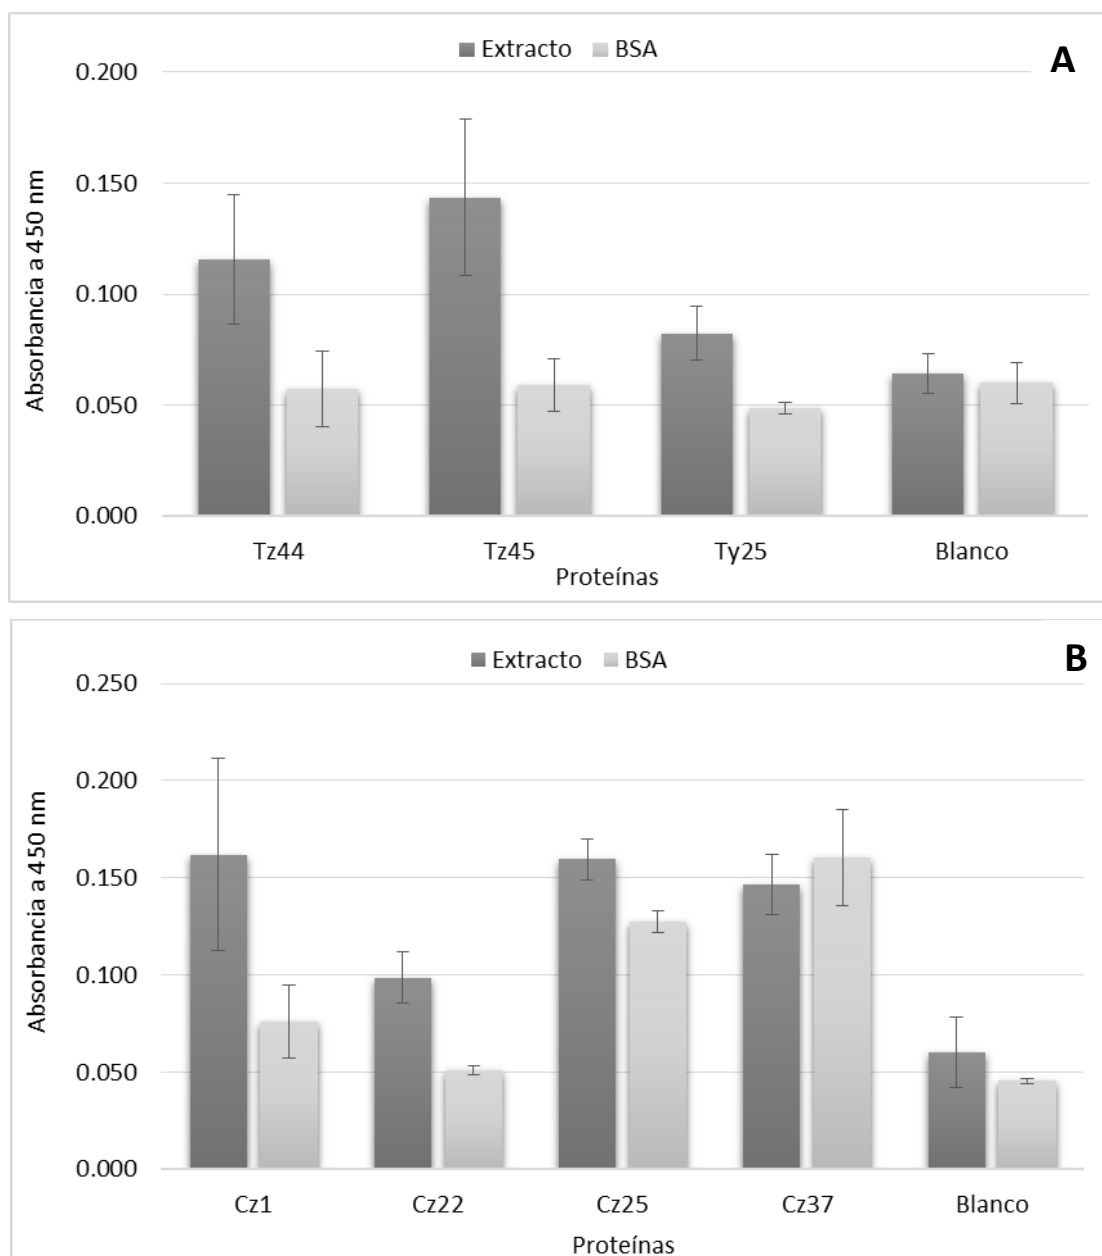 A
Extracto BSA
0.200
0.150
0.100
0.050
0.000
Absorbancia a 450 nm
Tz44 Tz45 Ty25 Blanco
Proteínas
B
Extracto BSA
0.250
0.200
0.150
0.100
0.050
0.000
Absorbancia a 450 nm
Cz1 Cz22 Cz25 Cz37 Blanco
Proteínas